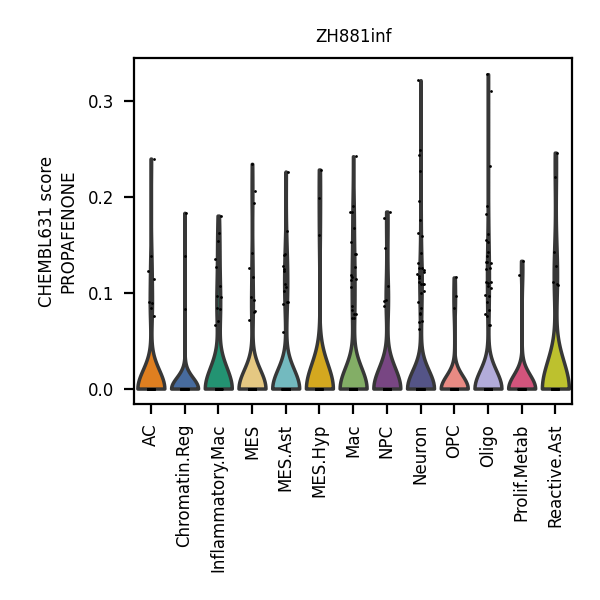 ZH881inf
CHEMBL631 score
PROPAFENONE
0.3
0.2
0.1
0.0
AC
Chromatin.Reg
Inflammatory.Mac
MES
MES.Ast
MES.Hyp
Mac
NPC
Neuron
OPC
Oligo
Prolif.Metab
Reactive.Ast